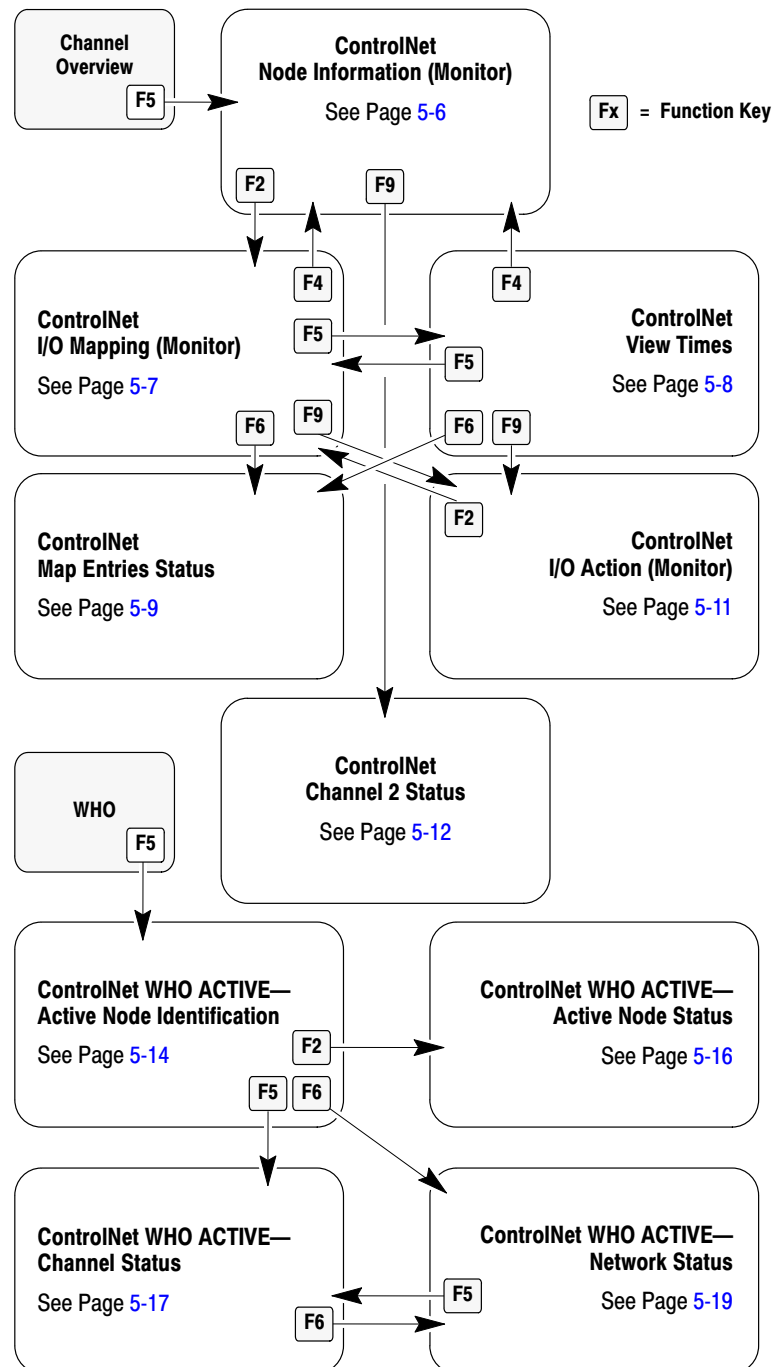 Channel
Overview
F5
ControlNet
Node Information (Monitor)
See Page 5-6
F2
F9
Fx = Function Key
ControlNet
I/O Mapping (Monitor)
See Page 5-7
F4
F5
F9
F6
ControlNet
View Times
See Page 5-8
F4
F5
F6
F9
ControlNet
Map Entries Status
See Page 5-9
F2
ControlNet
I/O Action (Monitor)
See Page 5-11
ControlNet
Channel 2 Status
See Page 5-12
WHO
F5
ControlNet WHO ACTIVE—
Active Node Identification
See Page 5-14
F2
F5
F6
ControlNet WHO ACTIVE—
Active Node Status
See Page 5-16
ControlNet WHO ACTIVE—
Channel Status
See Page 5-17
F6
ControlNet WHO ACTIVE—
Network Status
See Page 5-19
F5